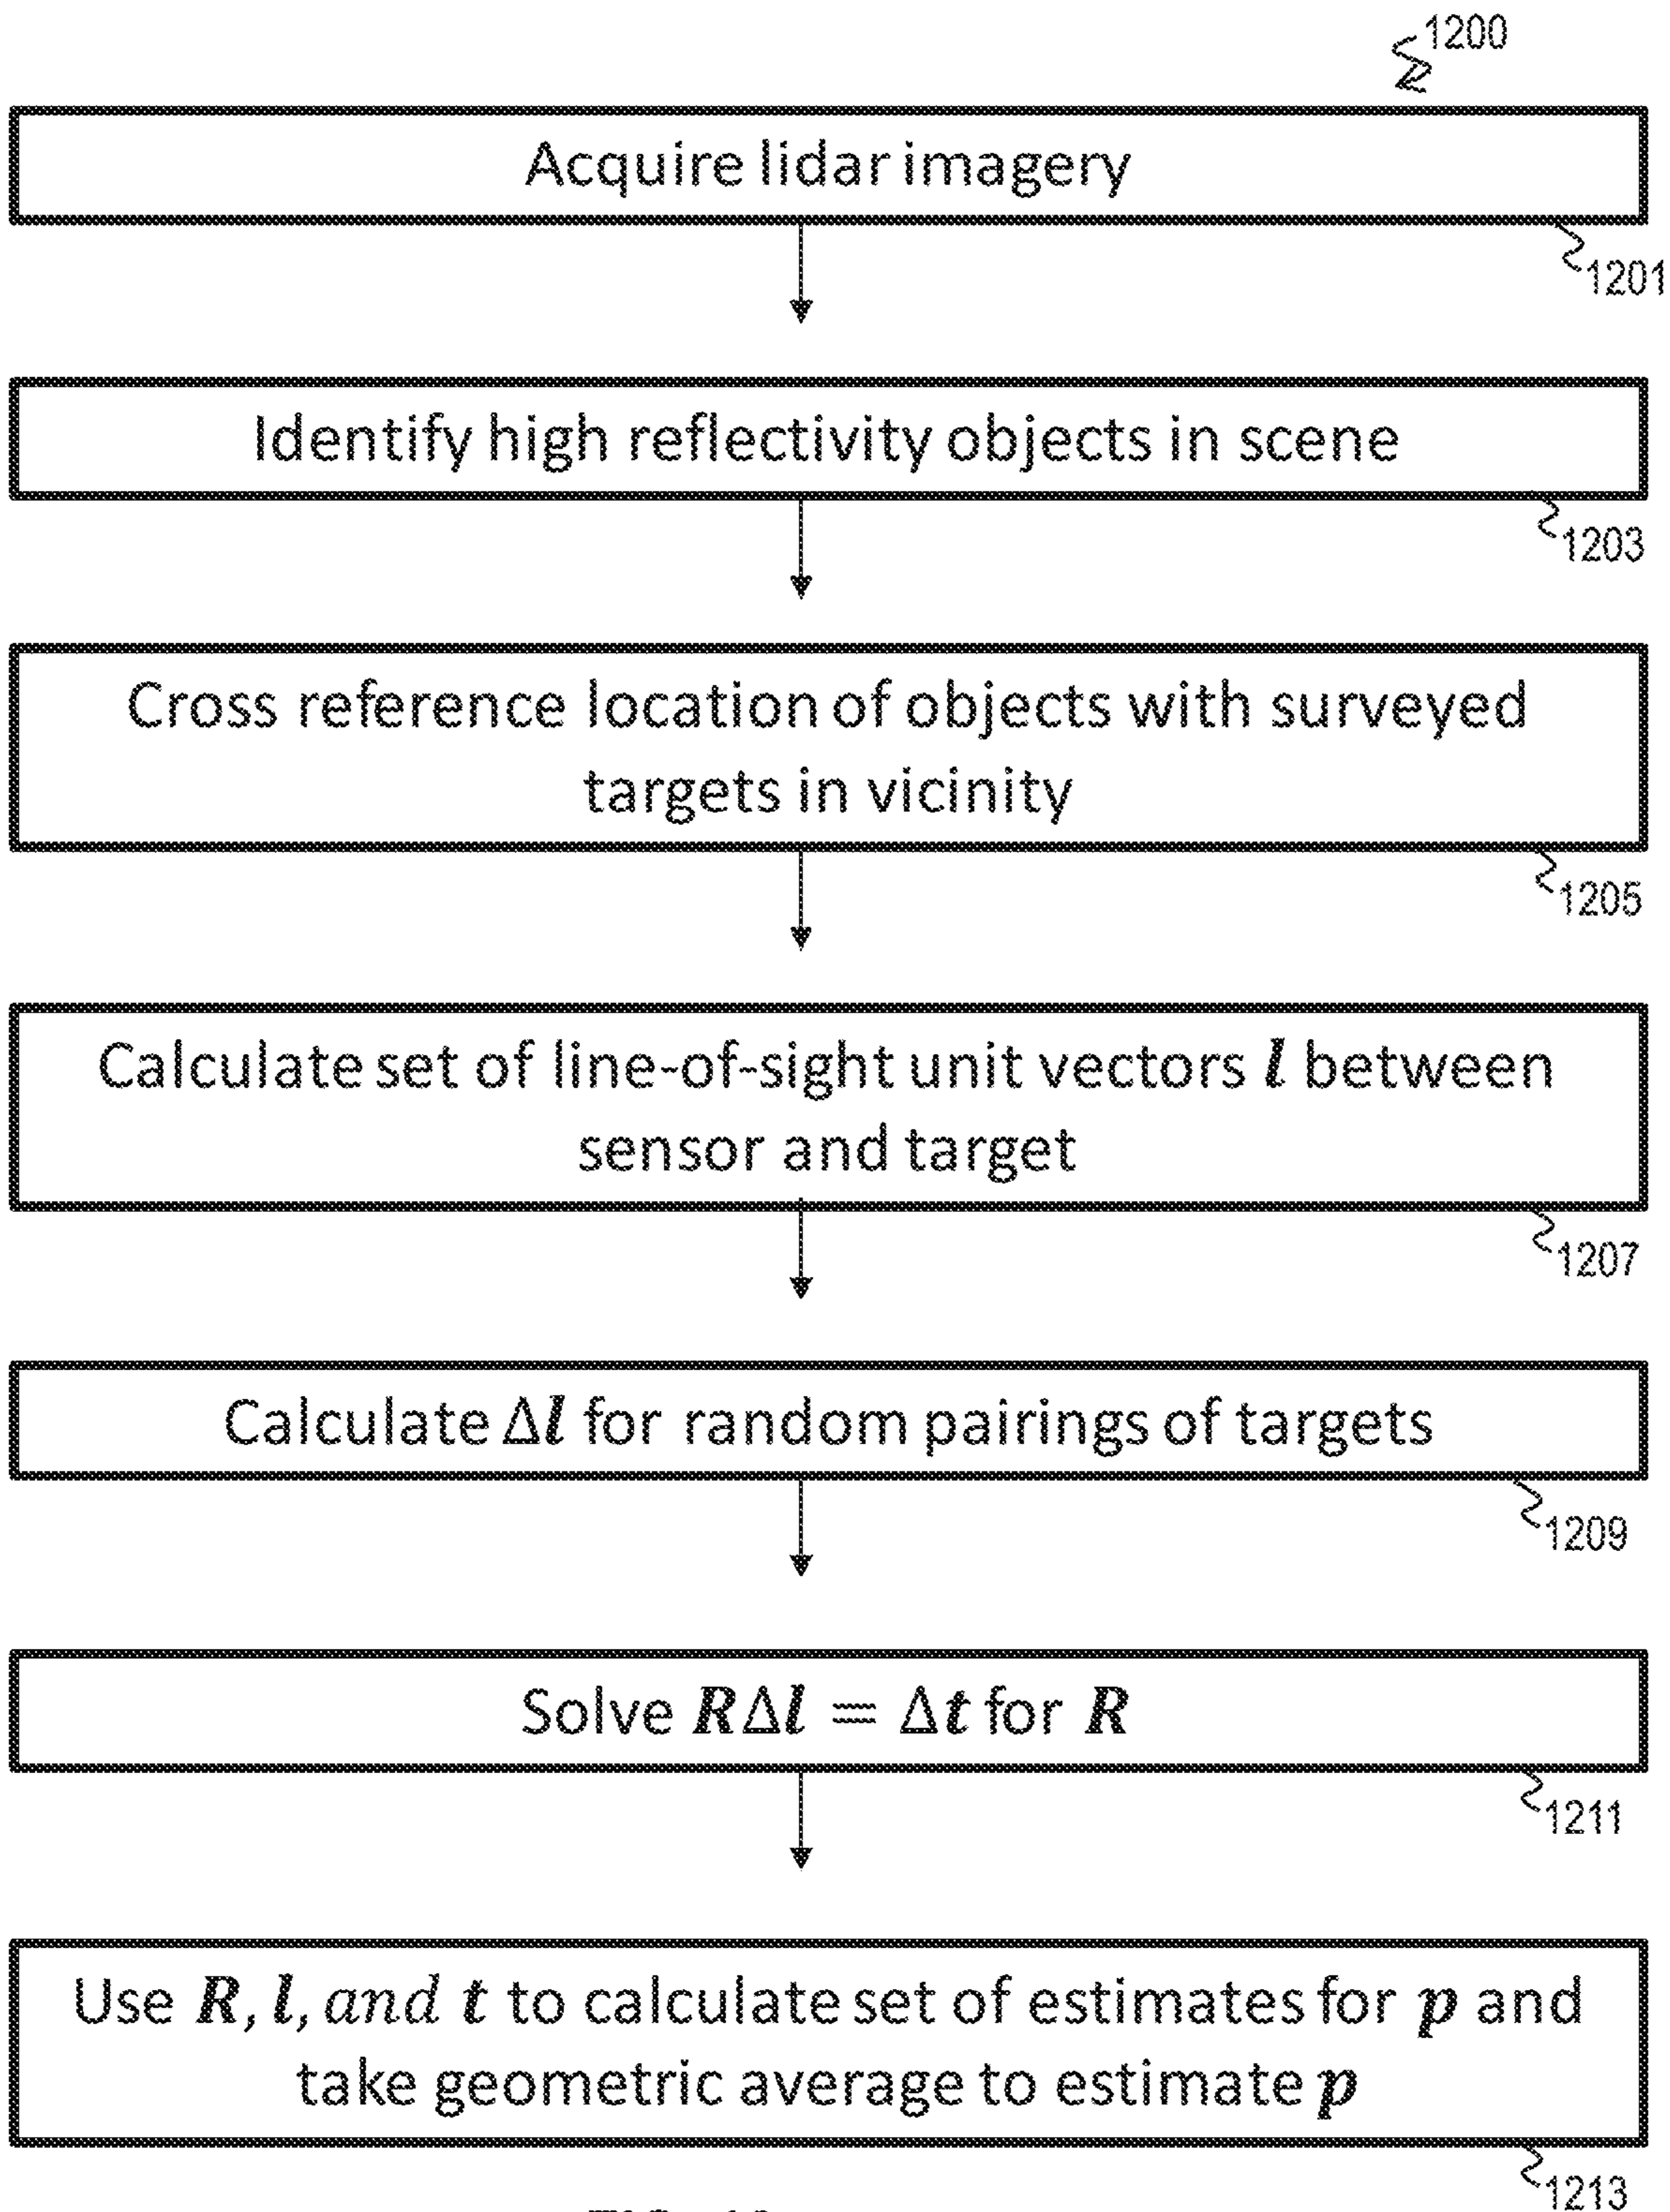 1200
Acquire lidar imagery
1201
Identify high reflectivity objects in scene
1203
Cross reference location of objects with surveyed
targets in vicinity
1205
Calculate set of line-of-sight unit vectors l between
sensor and target
1207
Calculate Δl for random pairings of targets
1209
Solve RΔl = Δt for R
1211
Use R, l, and t to calculate set of estimates for p and
take geometric average to estimate p
1213